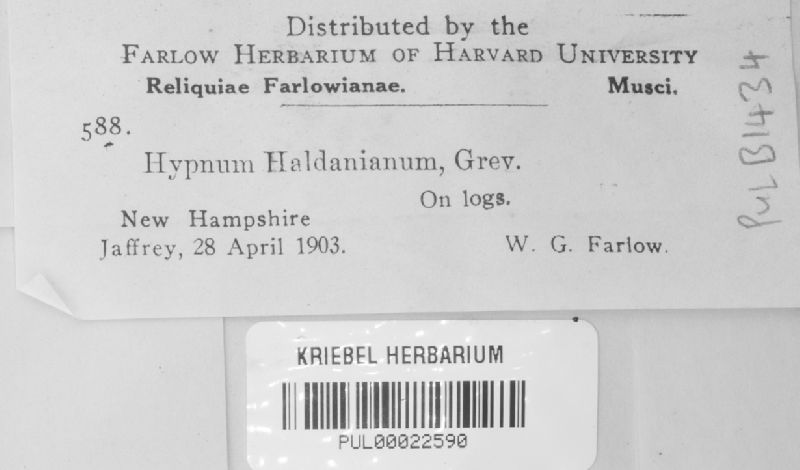 Distributed by the
FARLOW HERBARIUM OF HARVARD UNIVERSITY
Reliquiae Farlowianae. Musci.
588.
Hypnum Haldanianum, Grev.
On logs.
New Hampshire
Jaffrey, 28 April 1903. W. G. Farlow.
PUL B1434
KRIEBEL HERBARIUM
PUL00022590